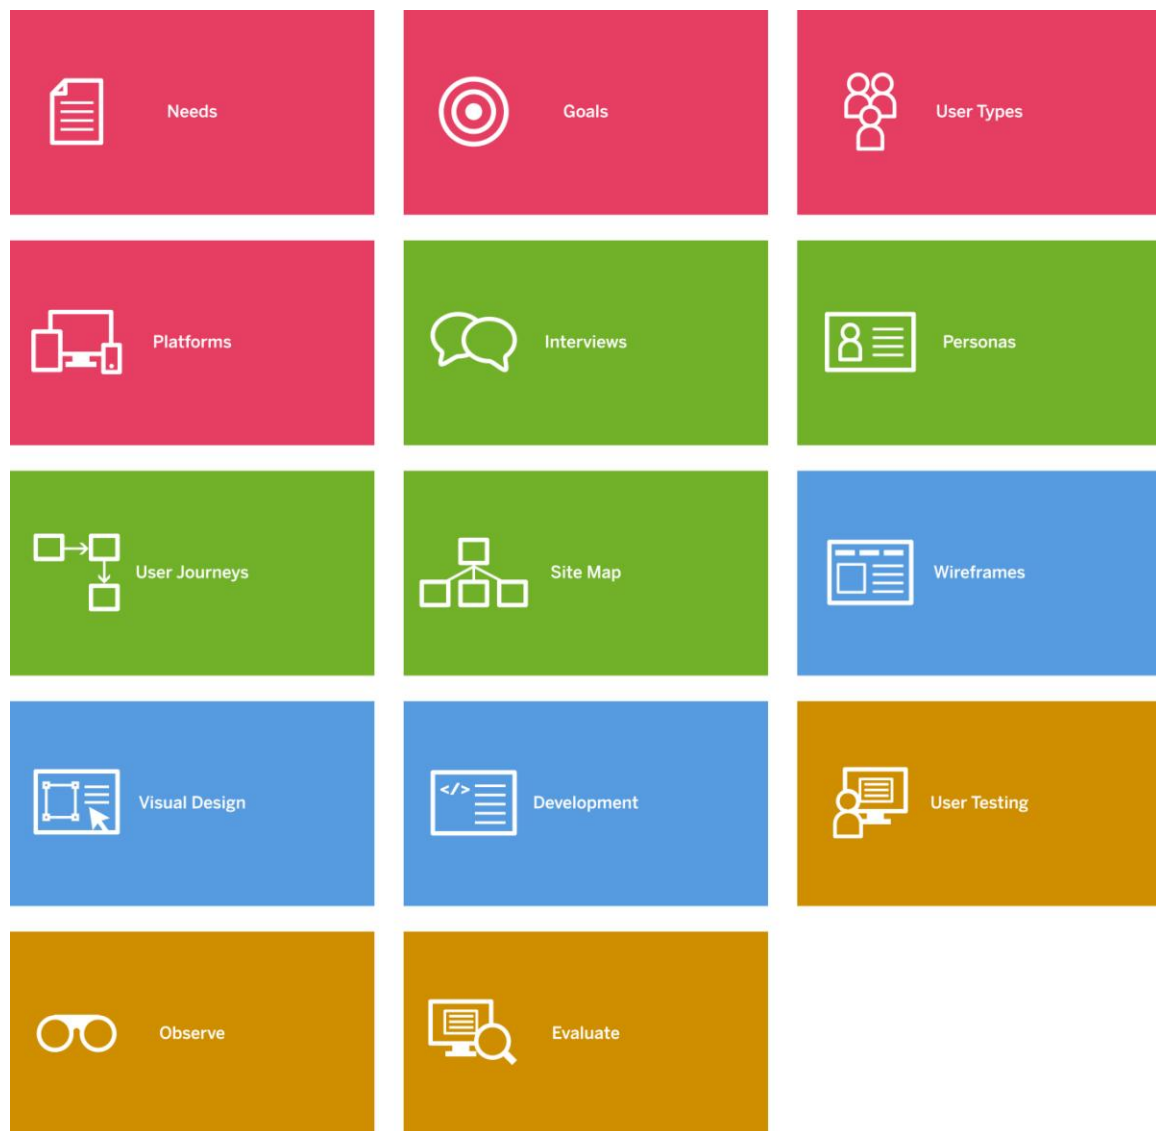 Needs
Goals
User Types
Platforms
Interviews
Personas
User Journeys
Site Map
Wireframes
Visual Design
</>
Development
User Testing
Observe
Evaluate